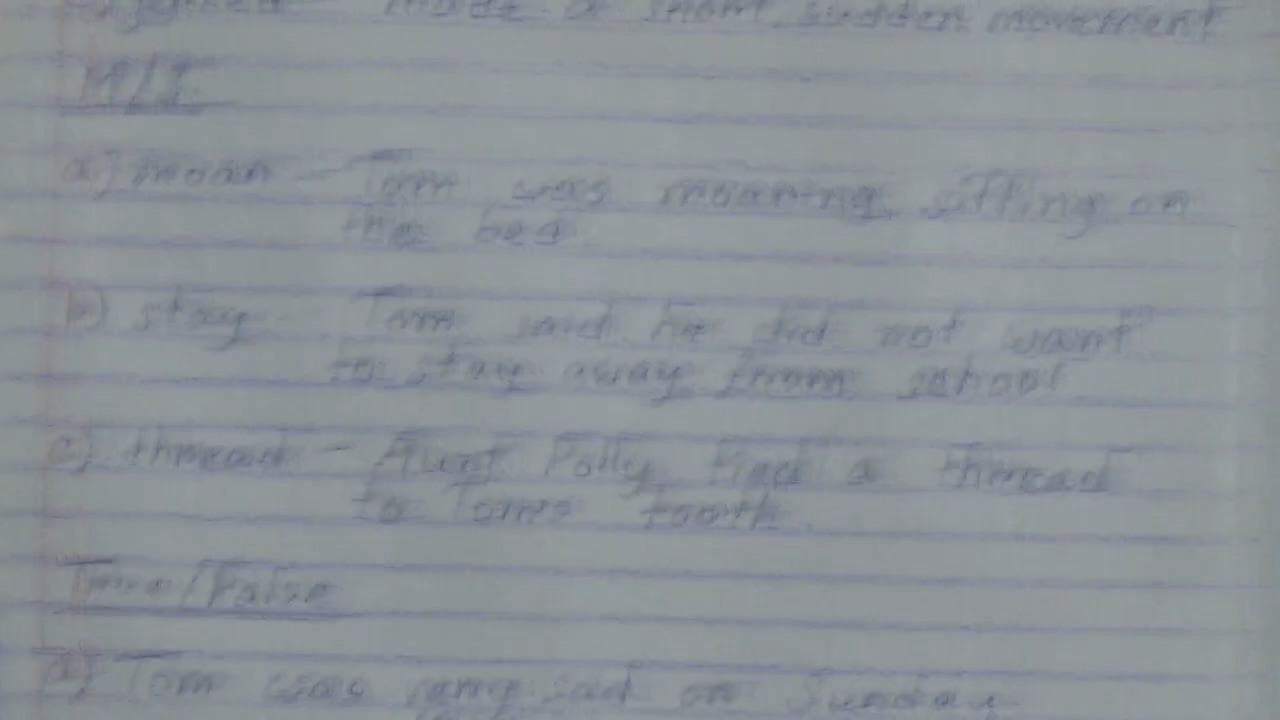 made a short, sudden movement
M/S
a) moan - Tom was moaning, sitting on
the bed.
b) stay - Tom said he did not want
to stay away from school
c) thread - Aunt Polly tied a thread
to Toms tooth.
True/False
a) Tom was very sad on Sunday